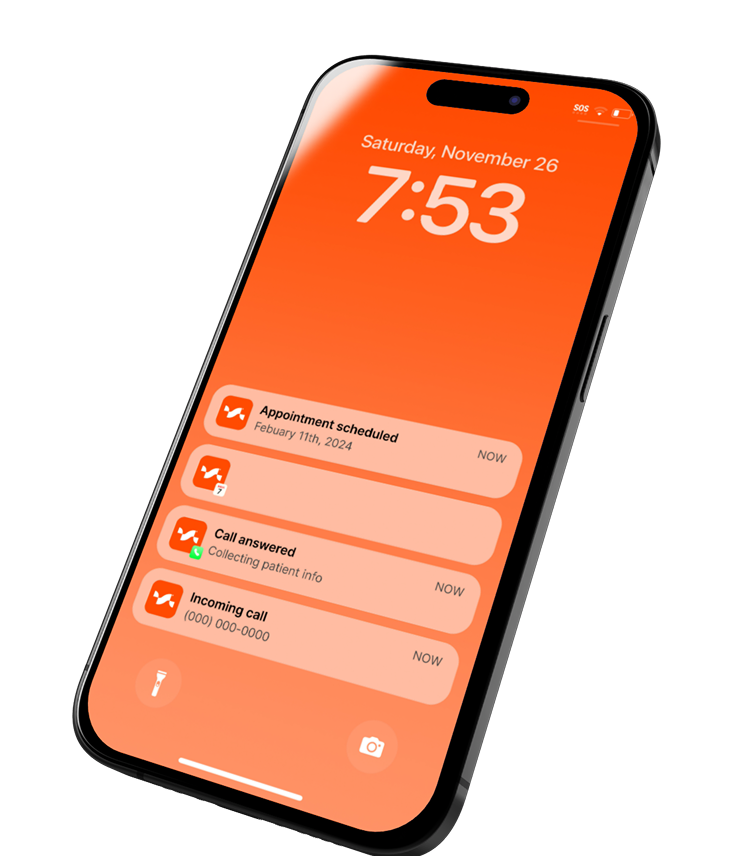 SOS
Saturday, November 26
7:53
Appointment scheduled
Febuary 11th, 2024
NOW
7
Call answered
Collecting patient info
NOW
Incoming call
(000) 000-0000
NOW